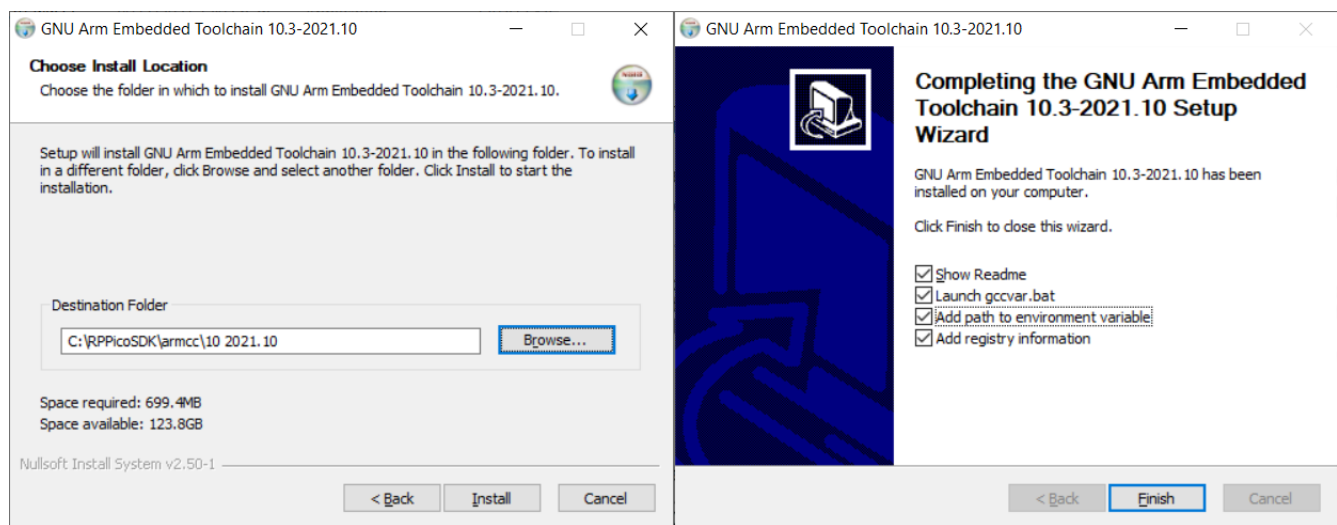 GNU Arm Embedded Toolchain 10.3-2021.10
Choose Install Location
Choose the folder in which to install GNU Arm Embedded Toolchain 10.3-2021.10.
Setup will install GNU Arm Embedded Toolchain 10.3-2021.10 in the following folder. To install
in a different folder, click Browse and select another folder. Click Install to start the
installation.
Destination Folder
C:\RPPicoSDK\armcc\10 2021.10
Browse...
Space required: 699.4MB
Space available: 123.8GB
Nullsoft Install System v2.50-1
< Back
Install
Cancel
GNU Arm Embedded Toolchain 10.3-2021.10
Completing the GNU Arm Embedded
Toolchain 10.3-2021.10 Setup
Wizard
GNU Arm Embedded Toolchain 10.3-2021.10 has been
installed on your computer.
Click Finish to close this wizard.
Show Readme
Launch gccvar.bat
Add path to environment variable
Add registry information
< Back
Finish
Cancel